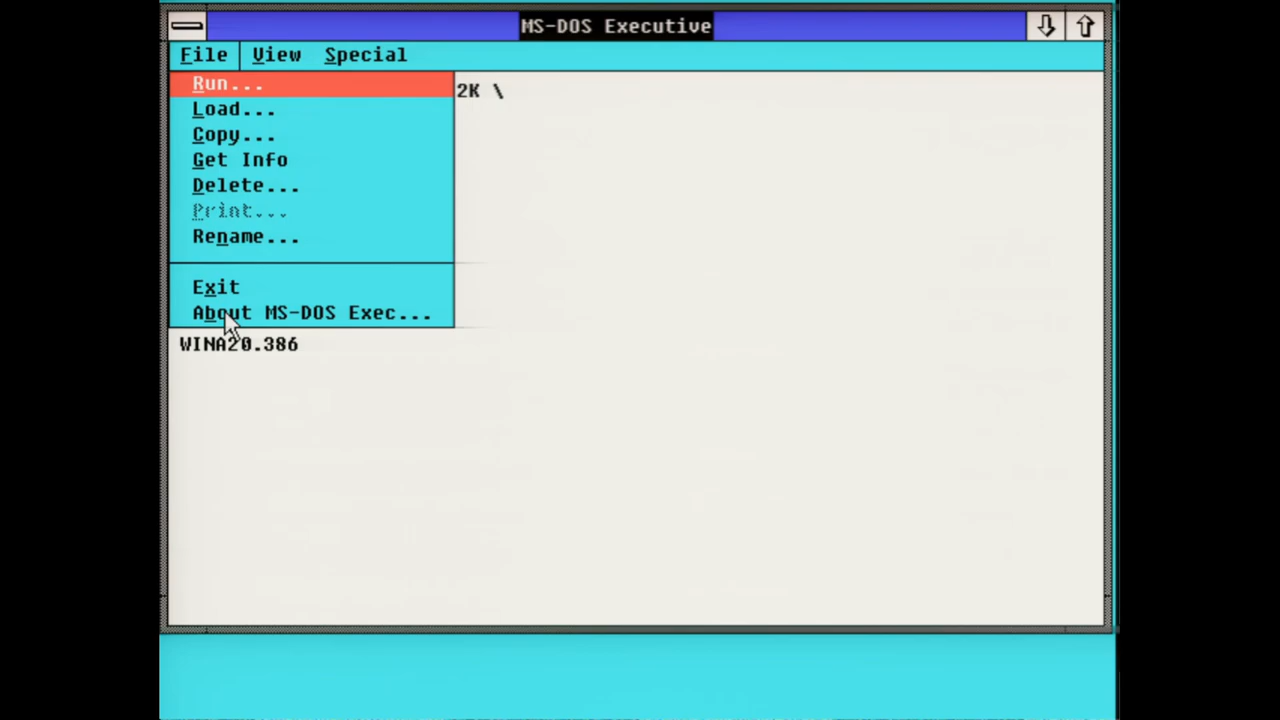 MS-DOS Executive
File View Special
2K \
Run...
Load...
Copy...
Get Info
Delete...
Print...
Rename...
Exit
About MS-DOS Exec...
WINA20.386